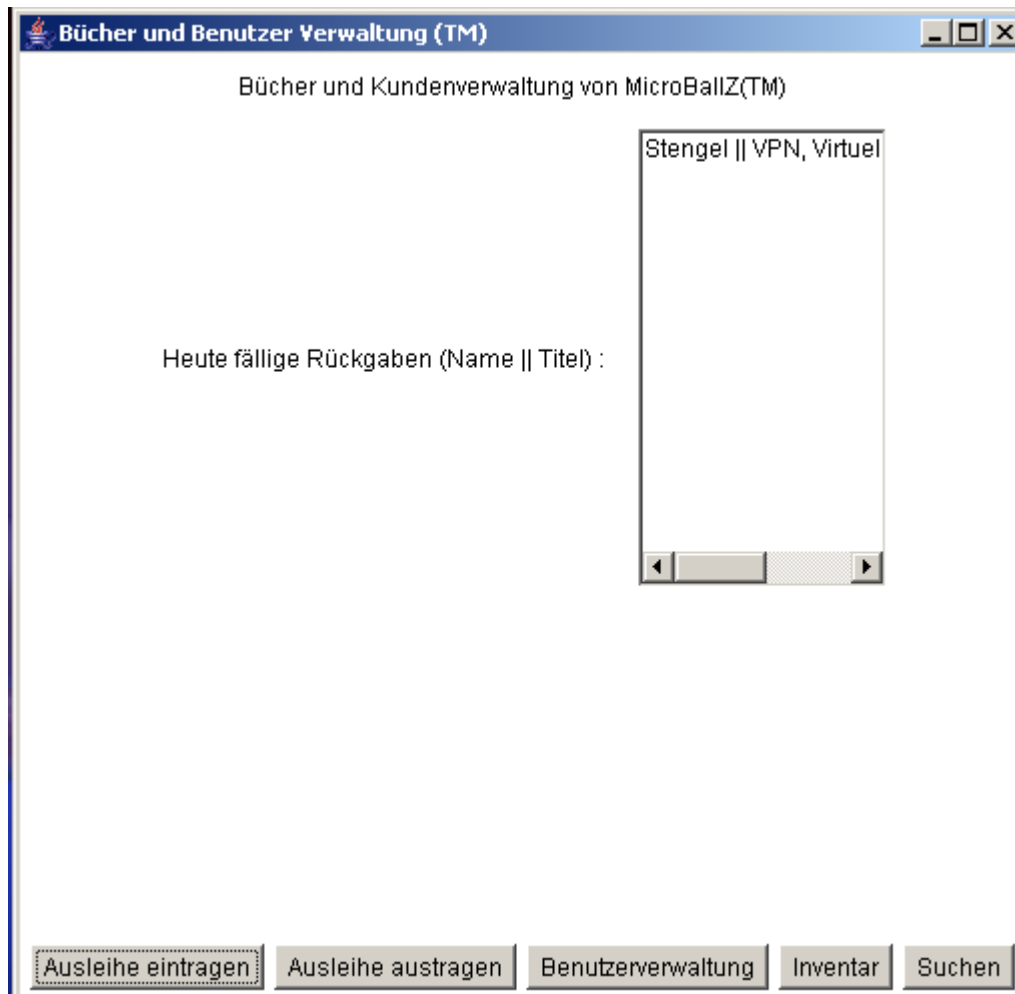 Bücher und Benutzer Verwaltung (TM)
Bücher und Kundenverwaltung von MicroBallZ(TM)
Stengel || VPN, Virtuel
Heute fällige Rückgaben (Name || Titel) :
Ausleihe eintragen Ausleihe austragen Benutzerverwaltung Inventar Suchen